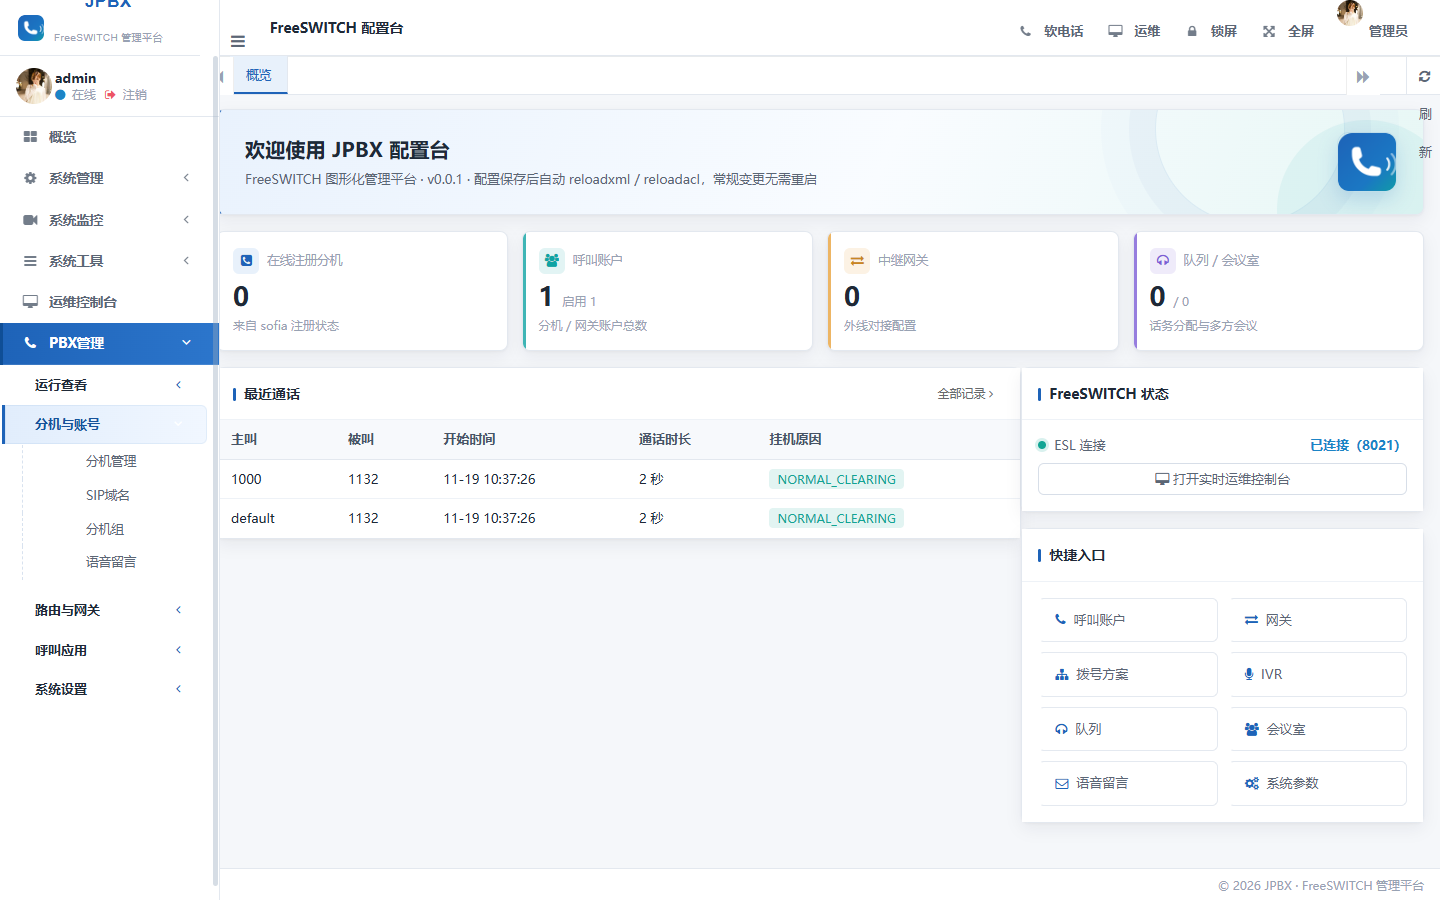 JPBX
FreeSWITCH 管理平台
admin
在线 注销
概览
系统管理
系统监控
系统工具
运维控制台
PBX管理
运行查看
分机与账号
分机管理
SIP域名
分机组
语音留言
路由与网关
呼叫应用
系统设置
FreeSWITCH 配置台
软电话 运维 锁屏 全屏 管理员
概览
刷
新
欢迎使用 JPBX 配置台
FreeSWITCH 图形化管理平台 · v0.0.1 · 配置保存后自动 reloadxml / reloadacl，常规变更无需重启
在线注册分机
0
来自 sofia 注册状态
呼叫账户
1 启用 1
分机 / 网关账户总数
中继网关
0
外线对接配置
队列 / 会议室
0 / 0
话务分配与多方会议
最近通话 全部记录
主叫 被叫 开始时间 通话时长 挂机原因
1000 1132 11-19 10:37:26 2 秒 NORMAL_CLEARING
default 1132 11-19 10:37:26 2 秒 NORMAL_CLEARING
FreeSWITCH 状态
ESL 连接 已连接（8021）
打开实时运维控制台
快捷入口
呼叫账户 网关
拨号方案 IVR
队列 会议室
语音留言 系统参数
© 2026 JPBX · FreeSWITCH 管理平台